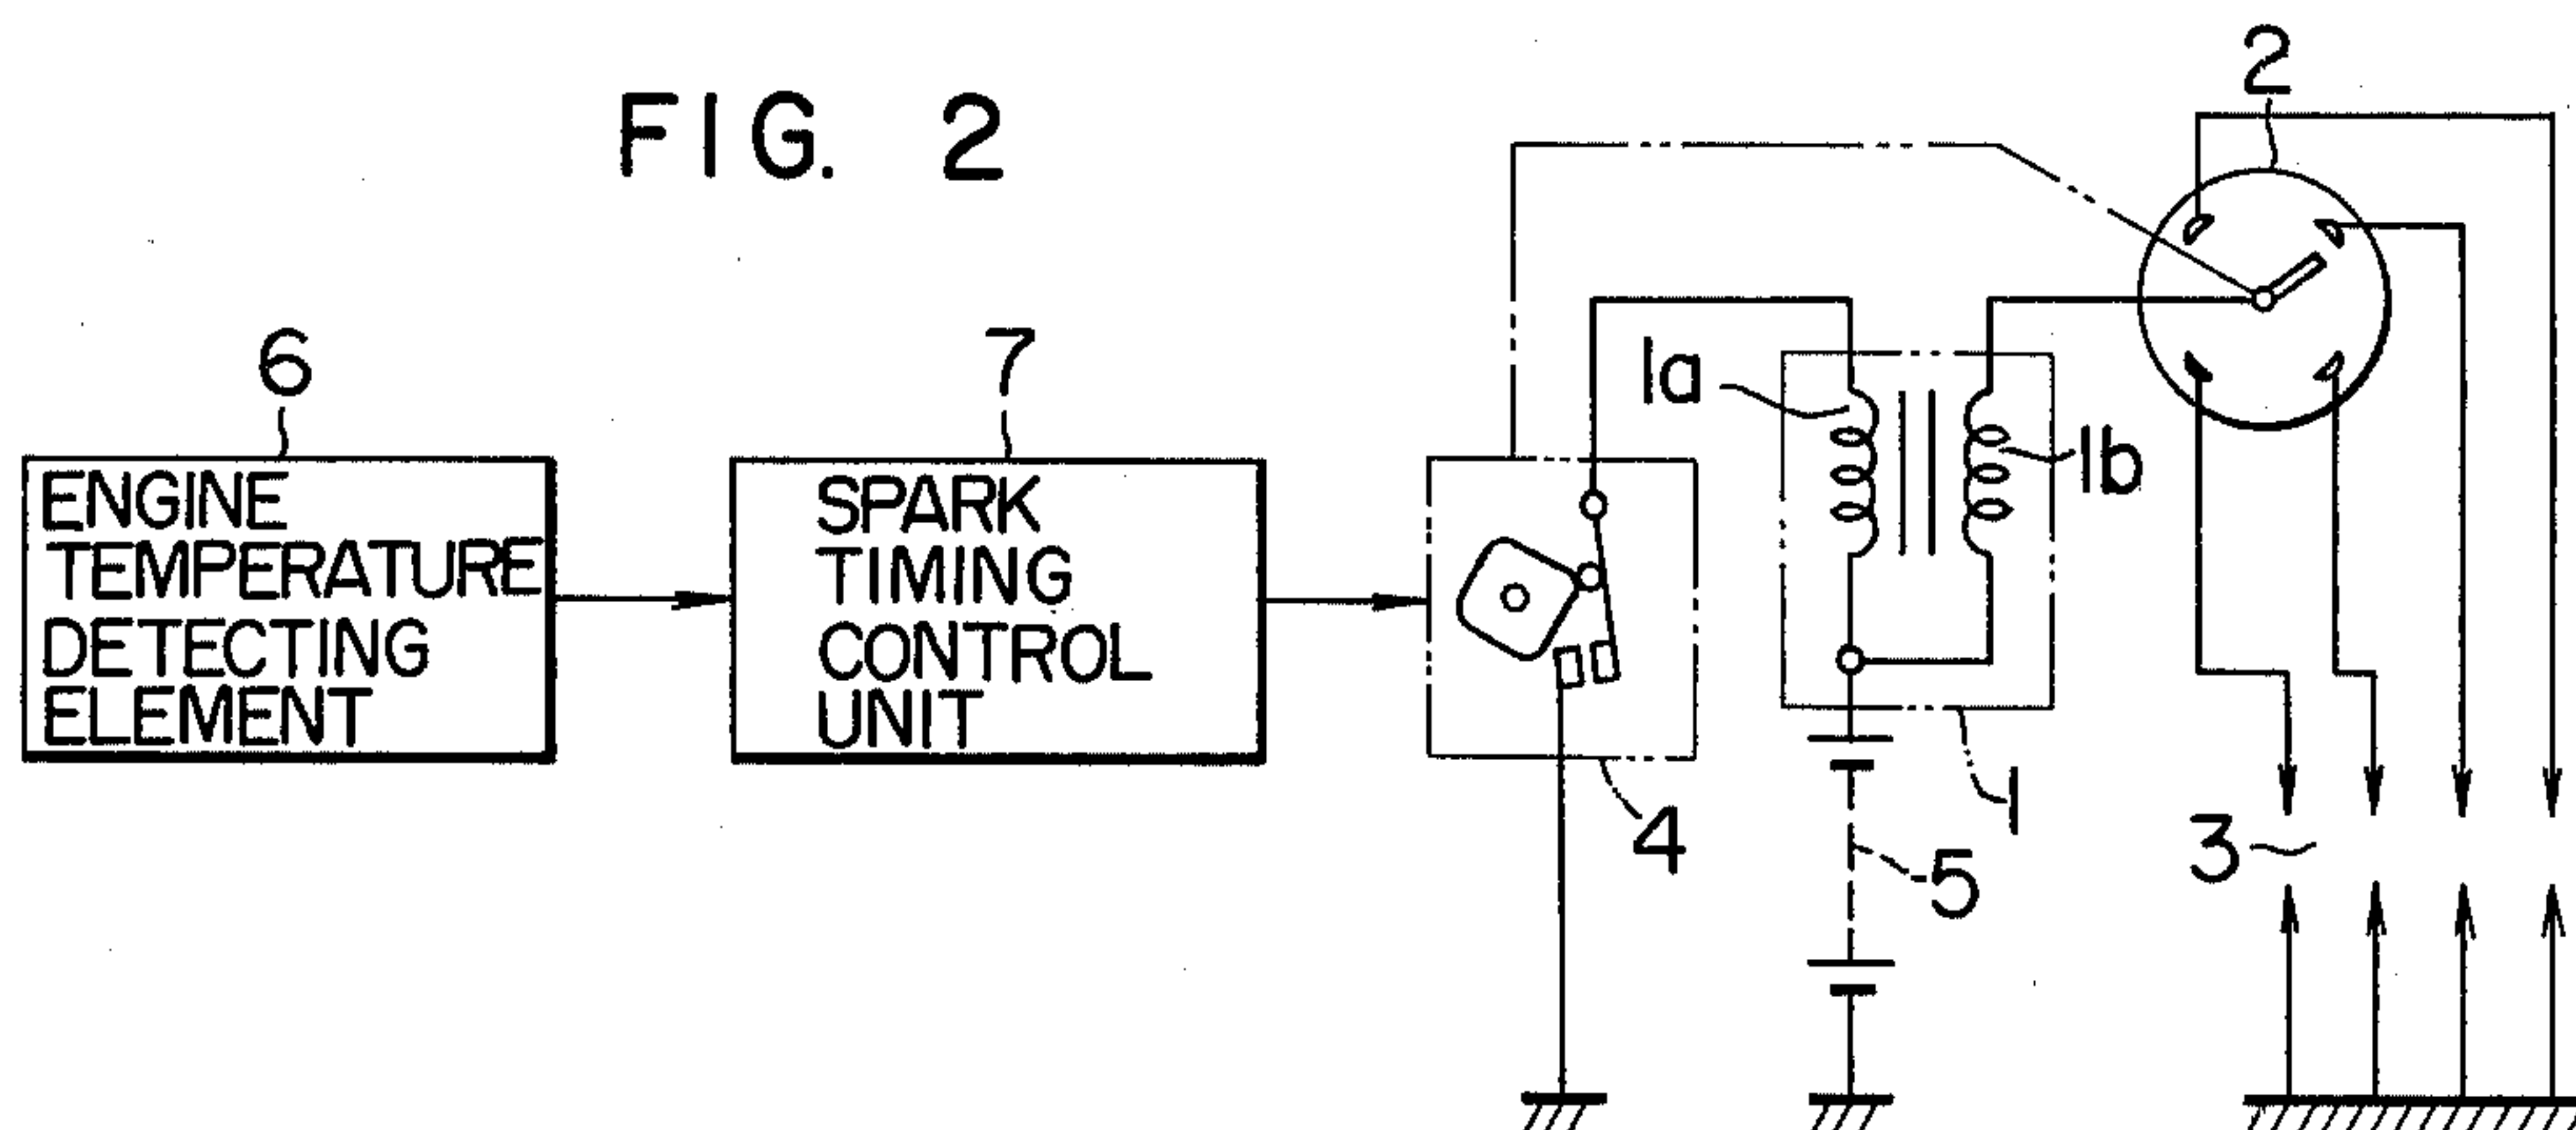 FIG. 2
2
6
7
1a
1b
ENGINE
TEMPERATURE
DETECTING
ELEMENT
SPARK
TIMING
CONTROL
UNIT
4
1
5
3